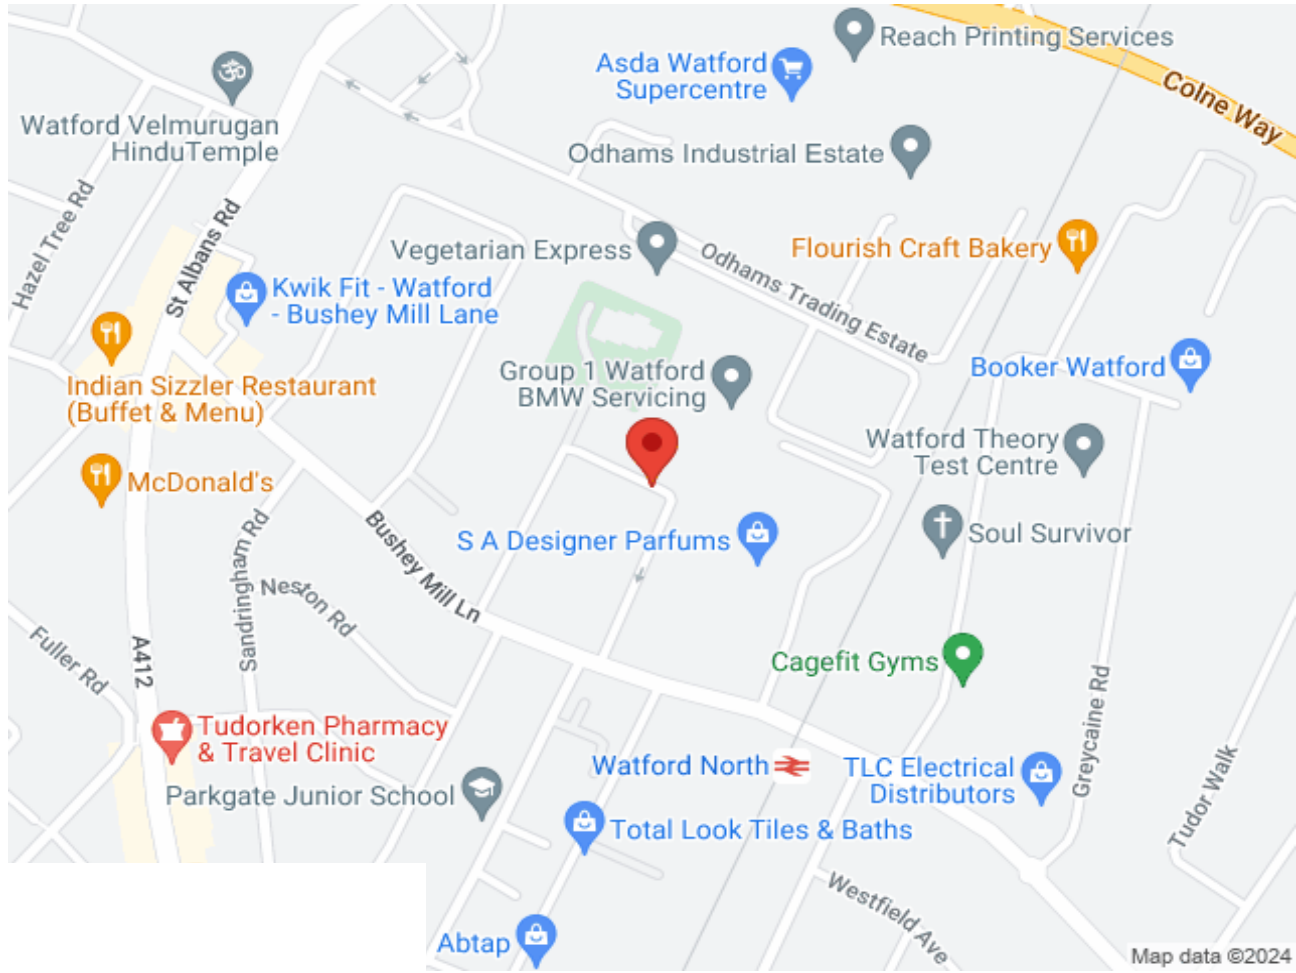 Reach Printing Services
Asda Watford
Supercentre
Colne Way
Watford Velmurugan
HinduTemple
Odhams Industrial Estate
Hazel Tree Rd
St Albans Rd
Vegetarian Express
Odhams Trading Estate
Flourish Craft Bakery
Kwik Fit - Watford
- Bushey Mill Lane
Indian Sizzler Restaurant
(Buffet & Menu)
Group 1 Watford
BMW Servicing
Booker Watford
Watford Theory
Test Centre
McDonald's
Bushey Mill Ln
S A Designer Parfums
Soul Survivor
Sandringham Rd
Neston Rd
Fuller Rd
A412
Cagefit Gyms
Greycaine Rd
Tudorken Pharmacy
& Travel Clinic
Watford North
TLC Electrical
Distributors
Tudor Walk
Parkgate Junior School
Total Look Tiles & Baths
Westfield Ave
Abtap
Map data ©2024